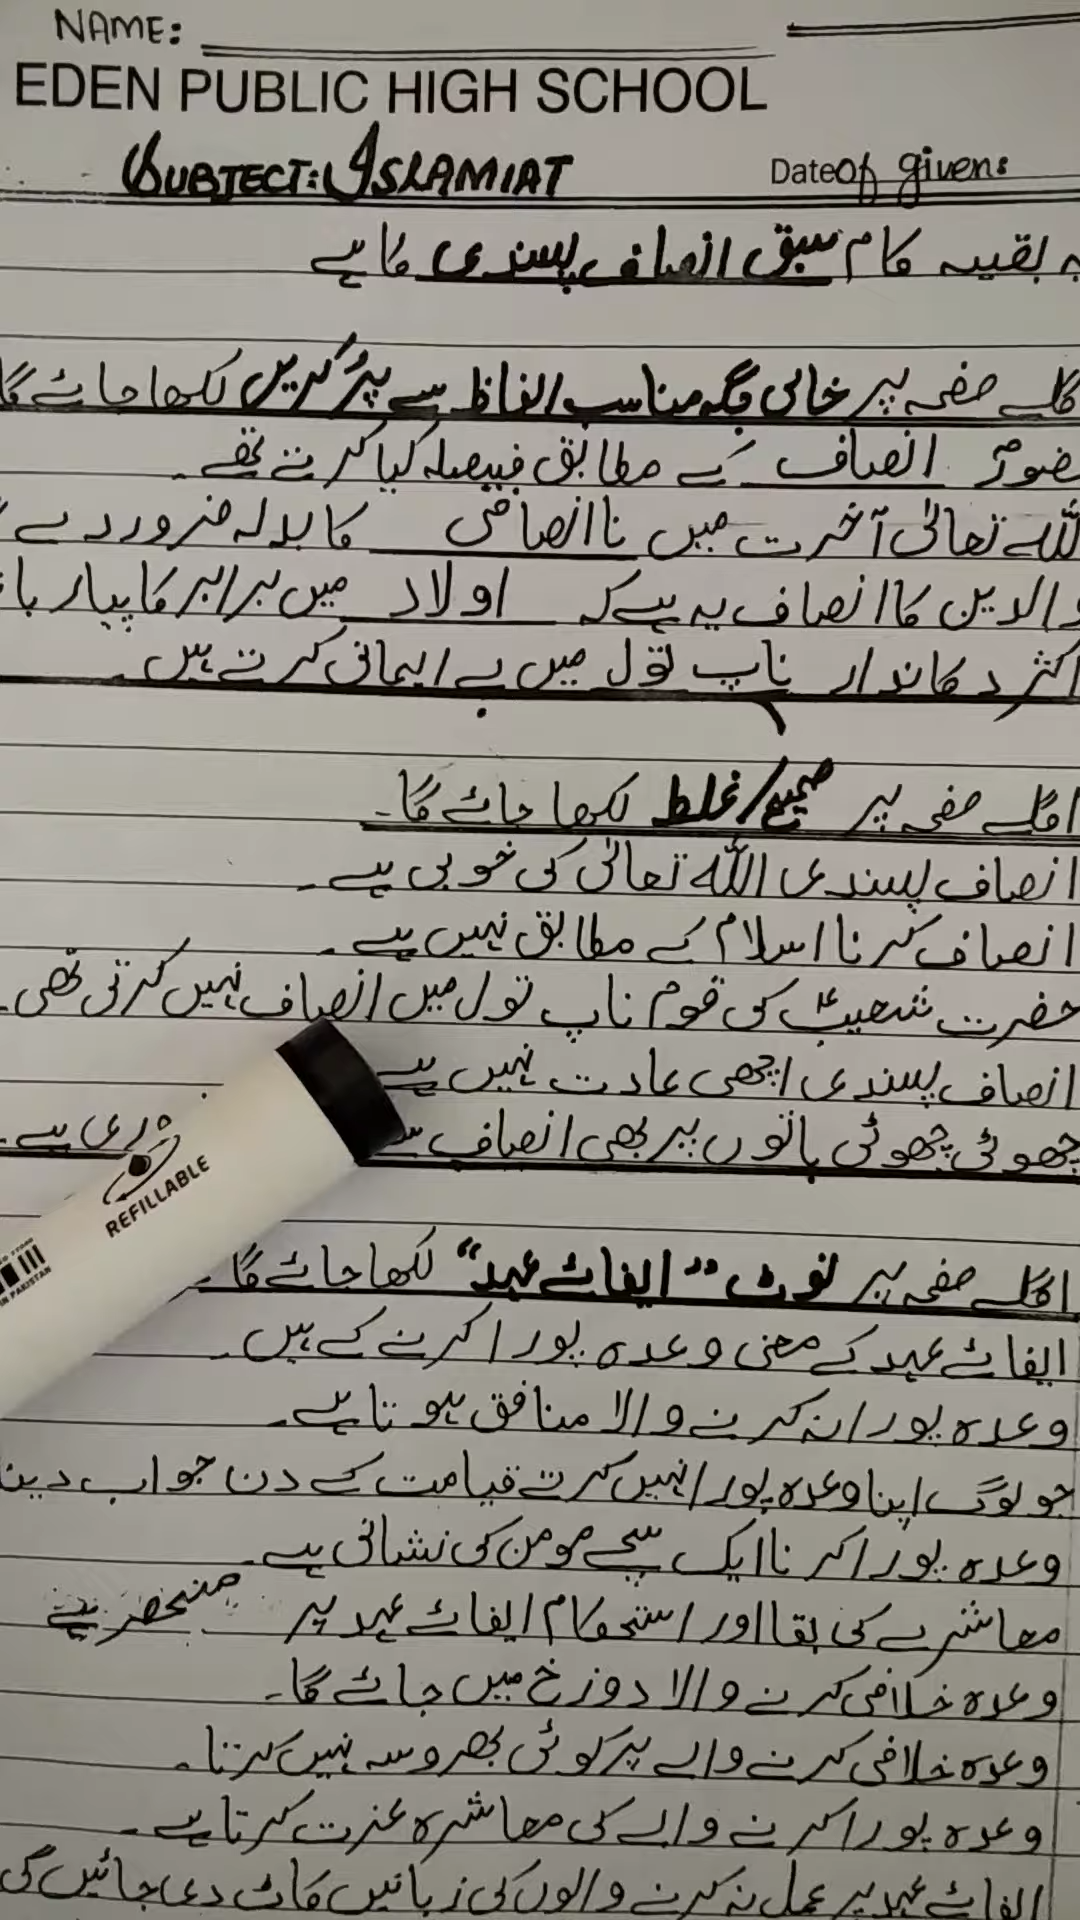 NAME:
EDEN PUBLIC HIGH SCHOOL
SUBJECT: ISLAMIAT
Date of given:
بقیہ کام سبق انصاف پسندی کا ہے
صفحہ پر خالی جگہ مناسب الفاظ سے پُر کریں لکھا جائے گا
انصاف کے مطابق فیصلہ کیا کرتے تھے۔
تعالیٰ آخرت میں ناانصافی کا بدلہ ضرور دے
والدین کا انصاف یہ ہے کہ اولاد میں برابر کا پیار
اکثر دکاندار ناپ تول میں بے ایمانی کرتے ہیں۔
اگلے صفحہ پر صحیح/غلط لکھا جائے گا۔
انصاف پسندی اللہ تعالیٰ کی خوبی ہے۔
انصاف کرنا اسلام کے مطابق نہیں ہے۔
حضرت شعیبؑ کی قوم ناپ تول میں انصاف نہیں کرتی تھی۔
انصاف پسندی اچھی عادت نہیں ہے
چھوٹی چھوٹی باتوں پر بھی انصاف ہے۔
REFILLABLE
IN PAKISTAN
اگلے صفحہ پر نوٹ "ایفائے عہد" لکھا جائے گا۔
ایفائے عہد کے معنی وعدہ پورا کرنے کے ہیں۔
وعدہ پورا نہ کرنے والا منافق ہوتا ہے۔
جو لوگ اپنا وعدہ پورا نہیں کرتے قیامت کے دن جواب دینا
وعدہ پورا کرنا ایک سچے مومن کی نشانی ہے۔
معاشرے کی بقا اور استحکام ایفائے عہد پر منحصر ہے
وعدہ خلافی کرنے والا دوزخ میں جائے گا۔
وعدہ خلافی کرنے والے پر کوئی بھروسہ نہیں کرتا۔
وعدہ پورا کرنے والے کی معاشرہ عزت کرتا ہے۔
ایفائے عہد پر عمل نہ کرنے والوں کی زبانیں کاٹ دی جائیں گی